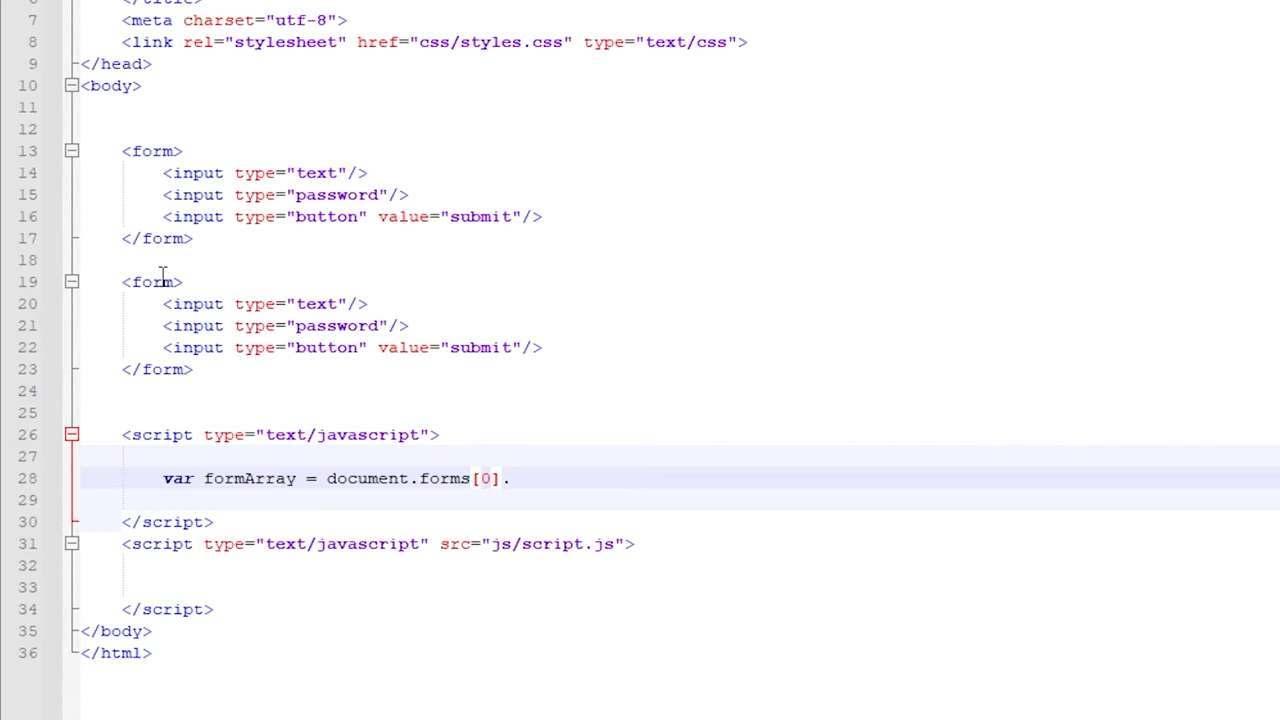 6 </title>
7 <meta charset="utf-8">
8 <link rel="stylesheet" href="css/styles.css" type="text/css">
9 </head>
10 <body>
11
12
13 <form>
14 <input type="text"/>
15 <input type="password"/>
16 <input type="button" value="submit"/>
17 </form>
18
19 <form>
20 <input type="text"/>
21 <input type="password"/>
22 <input type="button" value="submit"/>
23 </form>
24
25
26 <script type="text/javascript">
27
28 var formArray = document.forms[0].
29
30 </script>
31 <script type="text/javascript" src="js/script.js">
32
33
34 </script>
35 </body>
36 </html>